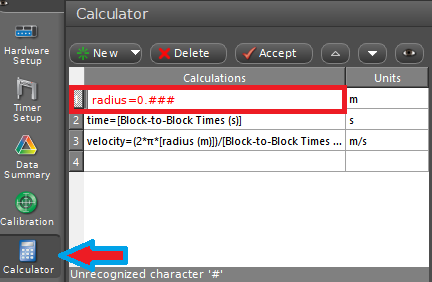 Calculator
Hardware
Setup
Timer
Setup
Data
Summary
Calibration
Calculator
New
Delete
Accept
Calculations Units
radius=0.### m
2 time=[Block-to-Block Times (s)] s
3 velocity=(2*π*[radius (m)])/[Block-to-Block Times ... m/s
4
Unrecognized character '#'